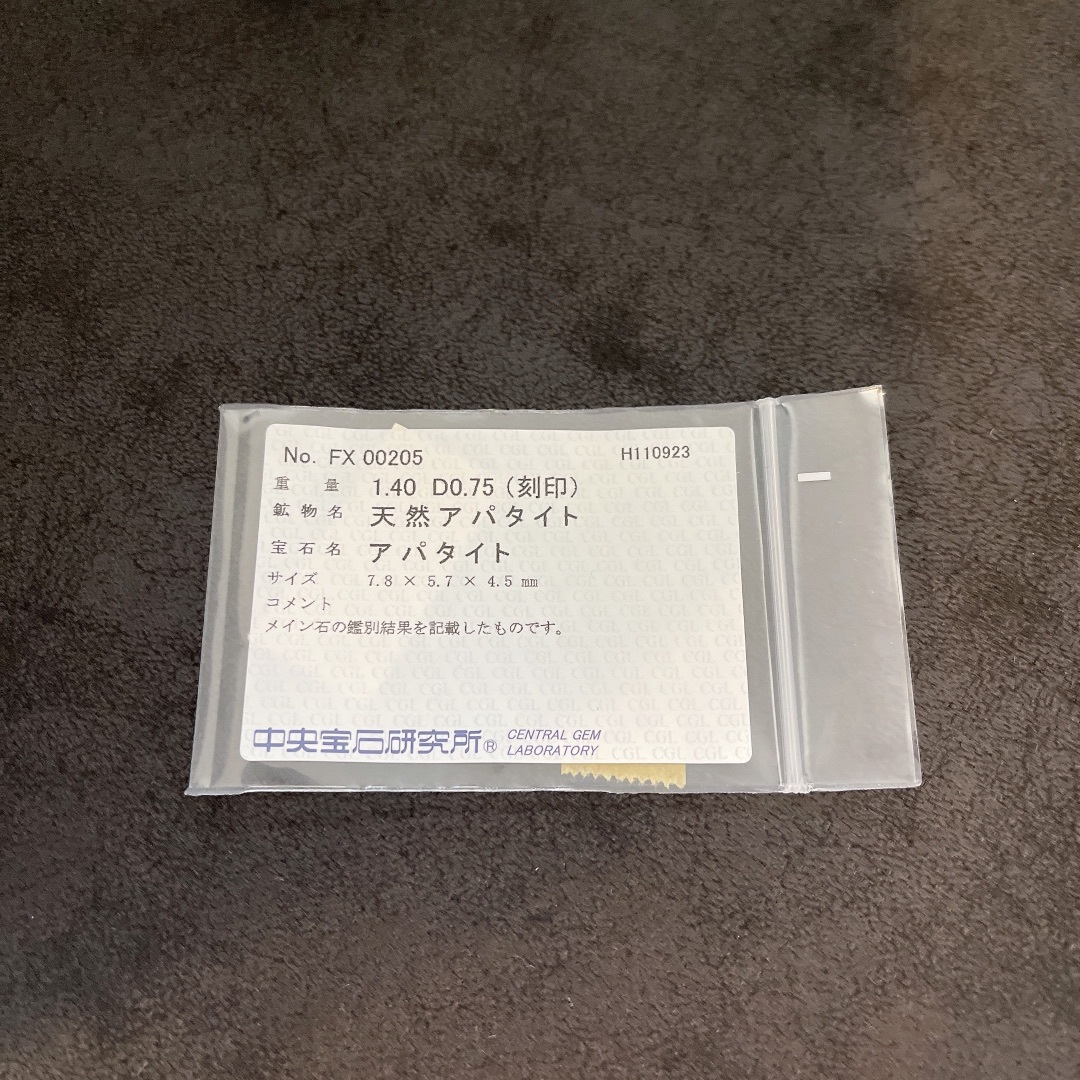 No. FX 00205 H110923
重量 1.40 D0.75 (刻印)
鉱物名 天然アパタイト
宝石名 アパタイト
サイズ 7.8 × 5.7 × 4.5 mm
コメント
メイン石の鑑別結果を記載したものです。
中央宝石研究所® CENTRAL GEM
LABORATORY